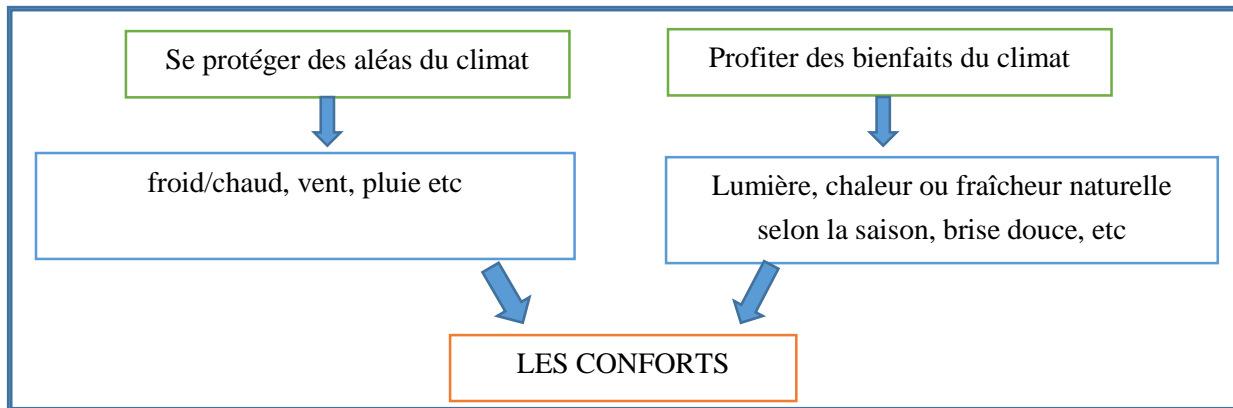 Se protéger des aléas du climat
Profiter des bienfaits du climat
froid/chaud, vent, pluie etc
Lumière, chaleur ou fraîcheur naturelle
selon la saison, brise douce, etc
LES CONFORTS